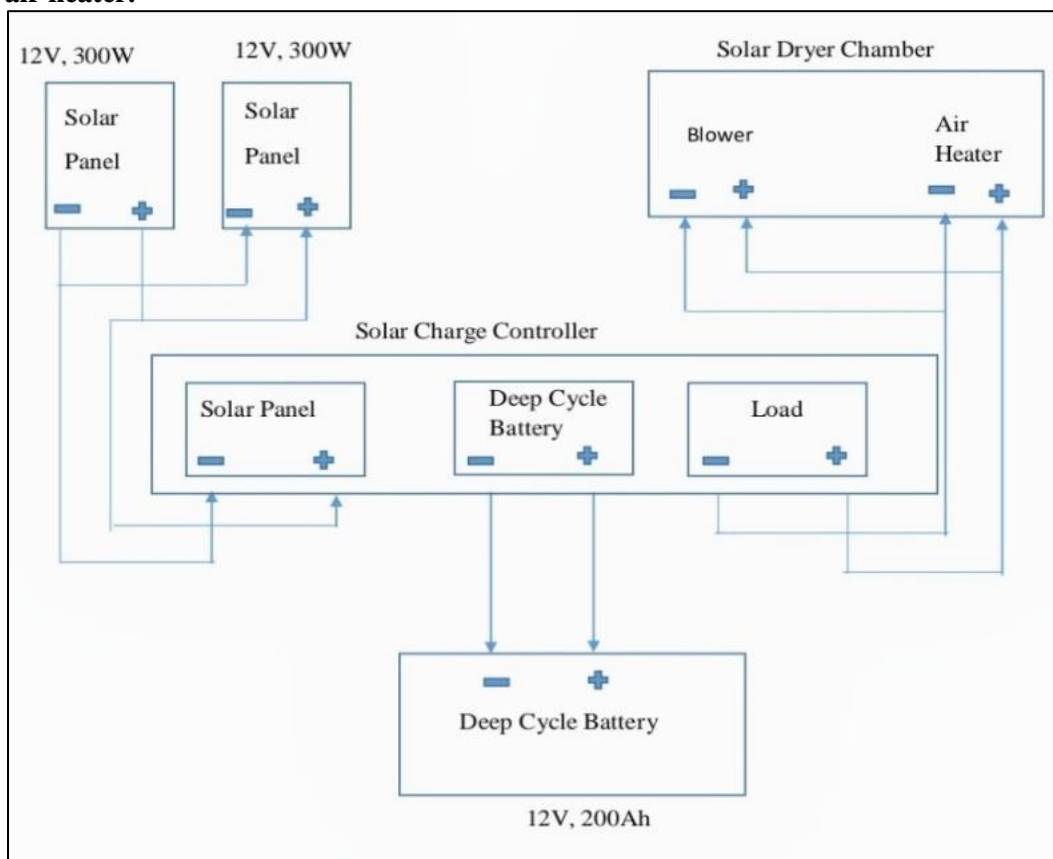 air heater.
12V, 300W
12V, 300W
Solar Dryer Chamber
Solar
Panel
Solar
Panel
Blower
Air
Heater
Solar Charge Controller
Solar Panel
Deep Cycle
Battery
Load
Deep Cycle Battery
12V, 200Ah